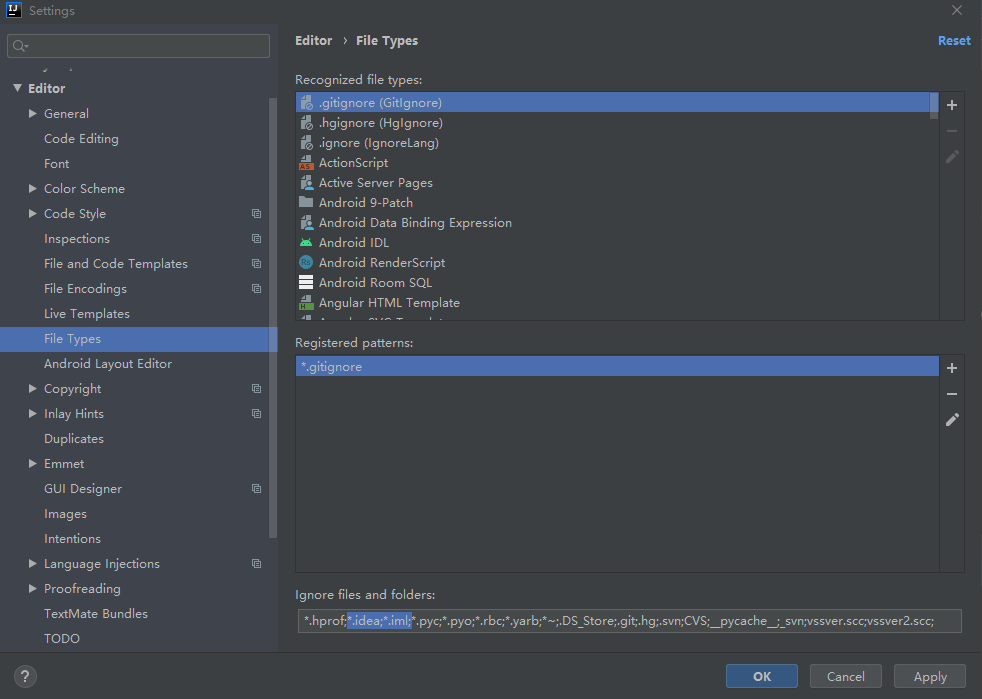 Settings
Editor
General
Code Editing
Font
Color Scheme
Code Style
Inspections
File and Code Templates
File Encodings
Live Templates
File Types
Android Layout Editor
Copyright
Inlay Hints
Duplicates
Emmet
GUI Designer
Images
Intentions
Language Injections
Proofreading
TextMate Bundles
TODO
Editor › File Types
Reset
Recognized file types:
.gitignore (GitIgnore)
.hgignore (HgIgnore)
.ignore (IgnoreLang)
ActionScript
Active Server Pages
Android 9-Patch
Android Data Binding Expression
Android IDL
Android RenderScript
Android Room SQL
Angular HTML Template
Registered patterns:
*.gitignore
Ignore files and folders:
*.hprof;*.idea;*.iml;*.pyc;*.pyo;*.rbc;*.yarb;*~;.DS_Store;.git;.hg;.svn;CVS;__pycache__;_svn;vssver.scc;vssver2.scc;
? OK Cancel Apply